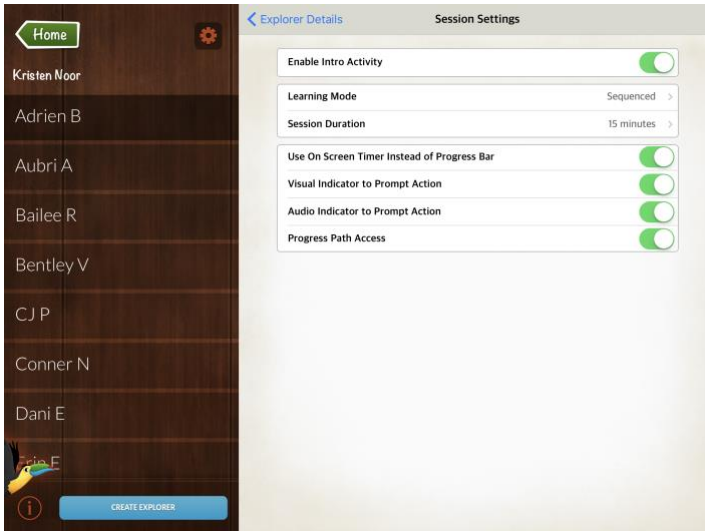 Home
Kristen Noor
Adrien B
Aubri A
Bailee R
Bentley V
CJ P
Conner N
Dani E
Erin E
CREATE EXPLORER
Explorer Details
Session Settings
Enable Intro Activity
Learning Mode Sequenced
Session Duration 15 minutes
Use On Screen Timer Instead of Progress Bar
Visual Indicator to Prompt Action
Audio Indicator to Prompt Action
Progress Path Access